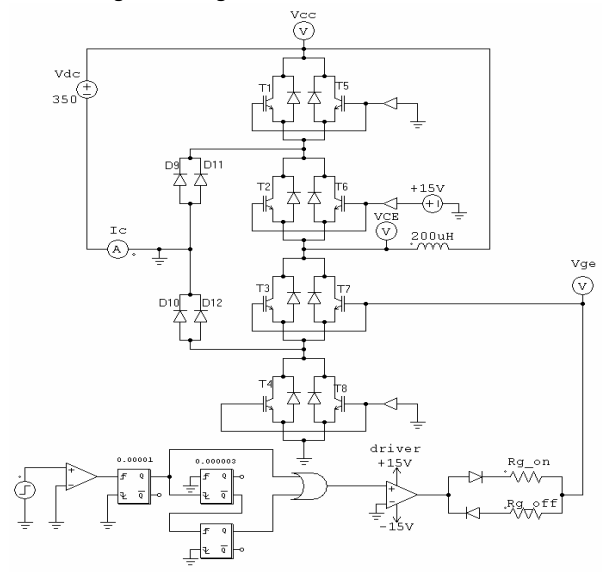 Vcc
V
Vdc
+
−
350
T1
T5
D9
D11
T2
T6
+15V
VCE
V
200uH
Ic
A
Vge
V
T3
T7
D10
D12
T4
T8
0.00001
0.000003
Q
Q
Q
driver
+15V
−15V
Rg_on
Rg_off